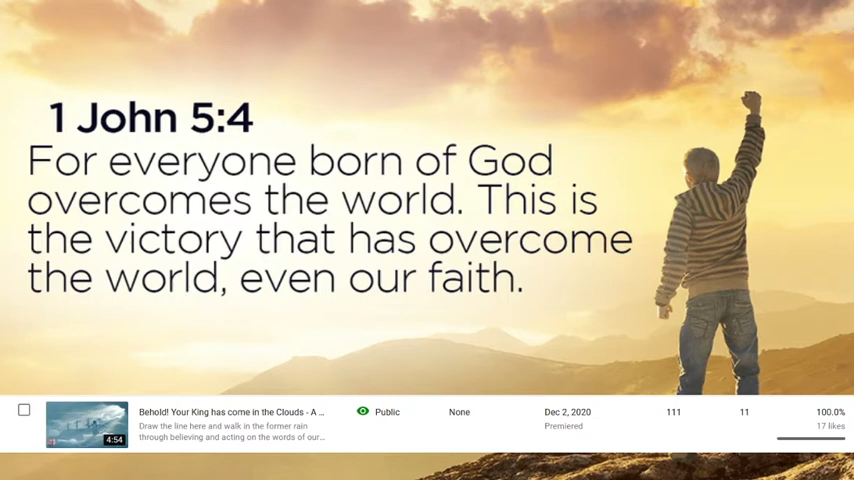 1 John 5:4
For everyone born of God
overcomes the world. This is
the victory that has overcome
the world, even our faith.
Behold! Your King has come in the Clouds - A ...
Public
None
Dec 2, 2020
111
11
100.0%
Draw the line here and walk in the former rain
Premiered
17 likes
through believing and acting on the words of our...
4:54